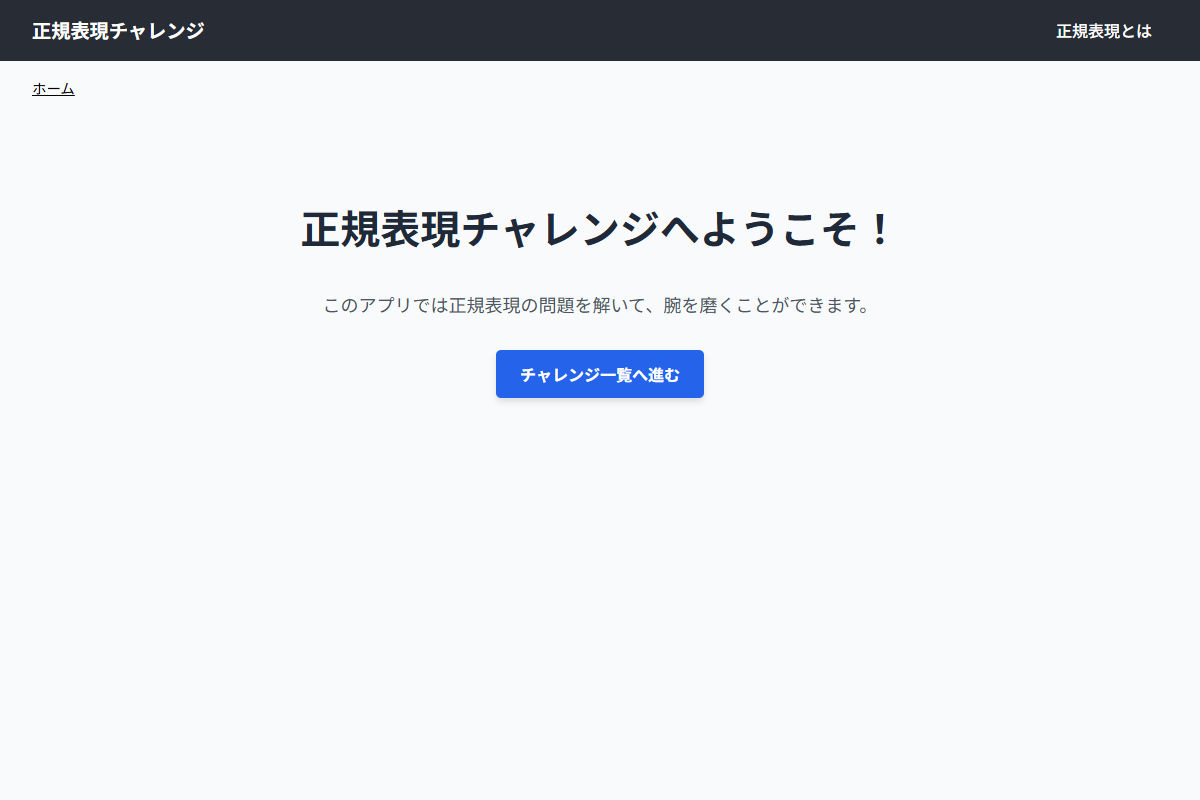 正規表現チャレンジ
正規表現とは
ホーム
正規表現チャレンジへようこそ！
このアプリでは正規表現の問題を解いて、腕を磨くことができます。
チャレンジ一覧へ進む